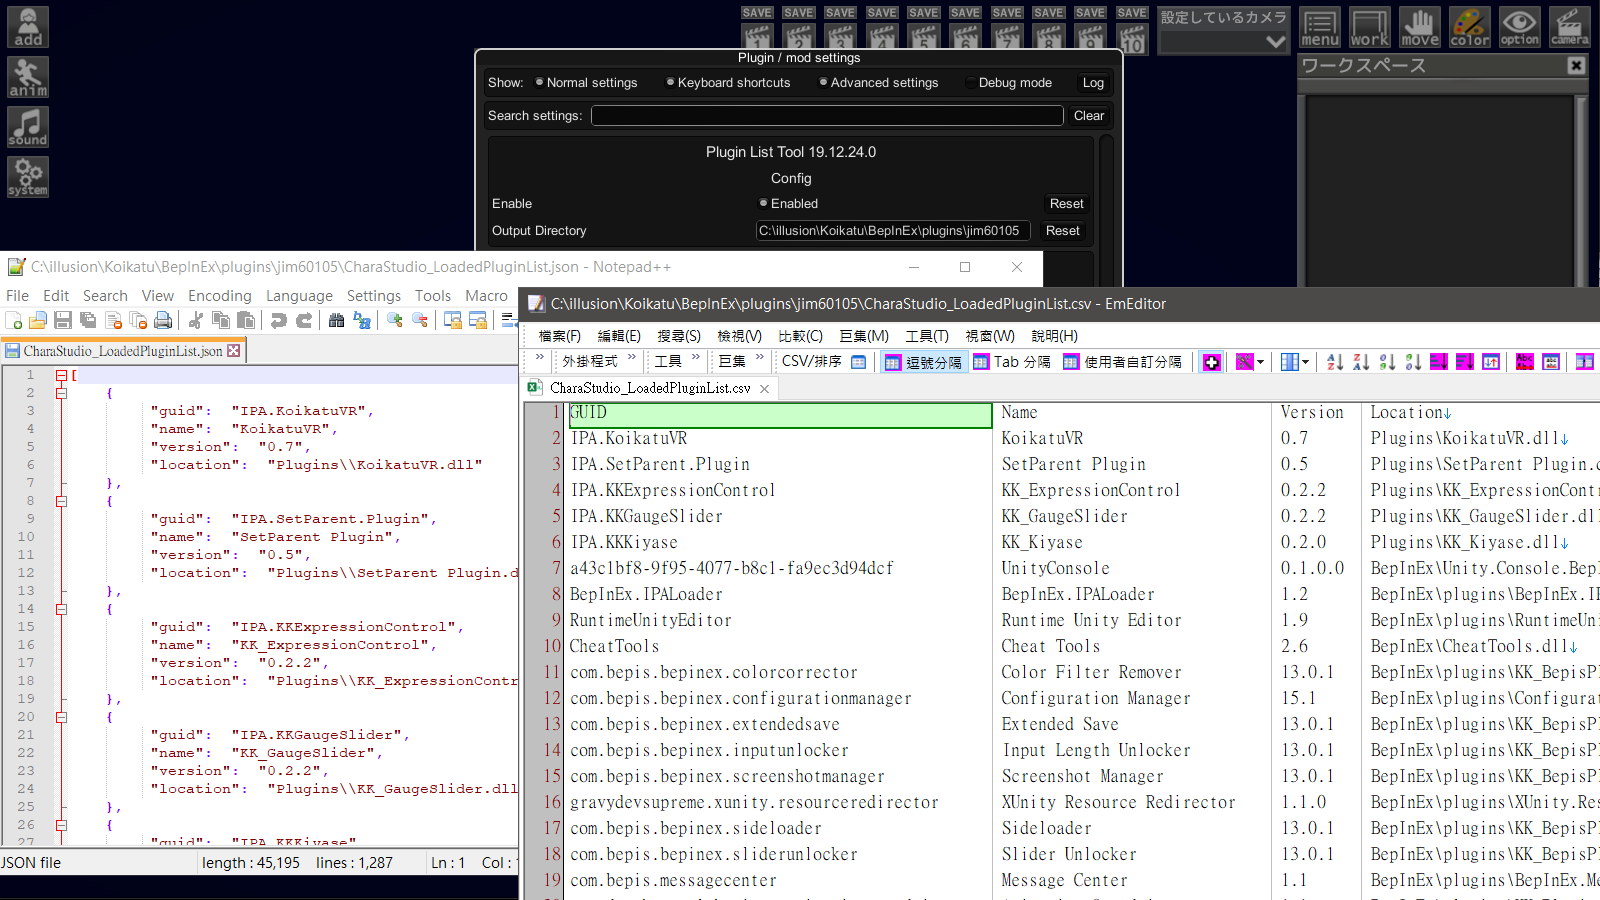 add
anim
sound
system
SAVE SAVE SAVE SAVE SAVE SAVE SAVE SAVE SAVE SAVE
1 2 3 4 5 6 7 8 9 10
設定しているカメラ
menu work move color option camera
ワークスペース
Plugin / mod settings
Show: Normal settings Keyboard shortcuts Advanced settings Debug mode Log
Search settings: Clear
Plugin List Tool 19.12.24.0
Config
Enable Enabled Reset
Output Directory C:\illusion\Koikatu\BepInEx\plugins\jim60105 Reset
C:\illusion\Koikatu\BepInEx\plugins\jim60105\CharaStudio_LoadedPluginList.json - Notepad++
File Edit Search View Encoding Language Settings Tools Macro
CharaStudio_LoadedPluginList.json
1 [
2 {
3 "guid": "IPA.KoikatuVR",
4 "name": "KoikatuVR",
5 "version": "0.7",
6 "location": "Plugins\\KoikatuVR.dll"
7 },
8 {
9 "guid": "IPA.SetParent.Plugin",
10 "name": "SetParent Plugin",
11 "version": "0.5",
12 "location": "Plugins\\SetParent Plugin.d
13 },
14 {
15 "guid": "IPA.KKExpressionControl",
16 "name": "KK_ExpressionControl",
17 "version": "0.2.2",
18 "location": "Plugins\\KK_ExpressionContr
19 },
20 {
21 "guid": "IPA.KKGaugeSlider",
22 "name": "KK_GaugeSlider",
23 "version": "0.2.2",
24 "location": "Plugins\\KK_GaugeSlider.dll
25 },
26 {
27 "guid": "IPA.KKKiyase"
JSON file length : 45,195 lines : 1,287 Ln : 1 Col :
C:\illusion\Koikatu\BepInEx\plugins\jim60105\CharaStudio_LoadedPluginList.csv - EmEditor
檔案(F) 編輯(E) 搜尋(S) 檢視(V) 比較(C) 巨集(M) 工具(T) 視窗(W) 說明(H)
» 外掛程式 » 工具 » 巨集 » CSV/排序 逗號分隔 Tab 分隔 使用者自訂分隔
CharaStudio_LoadedPluginList.csv
1 GUID Name Version Location↓
2 IPA.KoikatuVR KoikatuVR 0.7 Plugins\KoikatuVR.dll↓
3 IPA.SetParent.Plugin SetParent Plugin 0.5 Plugins\SetParent Plugin.d
4 IPA.KKExpressionControl KK_ExpressionControl 0.2.2 Plugins\KK_ExpressionContr
5 IPA.KKGaugeSlider KK_GaugeSlider 0.2.2 Plugins\KK_GaugeSlider.dll
6 IPA.KKKiyase KK_Kiyase 0.2.0 Plugins\KK_Kiyase.dll↓
7 a43c1bf8-9f95-4077-b8c1-fa9ec3d94dcf UnityConsole 0.1.0.0 BepInEx\Unity.Console.BepI
8 BepInEx.IPALoader BepInEx.IPALoader 1.2 BepInEx\plugins\BepInEx.IP
9 RuntimeUnityEditor Runtime Unity Editor 1.9 BepInEx\plugins\RuntimeUni
10 CheatTools Cheat Tools 2.6 BepInEx\CheatTools.dll↓
11 com.bepis.bepinex.colorcorrector Color Filter Remover 13.0.1 BepInEx\plugins\KK_BepisPl
12 com.bepis.bepinex.configurationmanager Configuration Manager 15.1 BepInEx\plugins\Configurat
13 com.bepis.bepinex.extendedsave Extended Save 13.0.1 BepInEx\plugins\KK_BepisPl
14 com.bepis.bepinex.inputunlocker Input Length Unlocker 13.0.1 BepInEx\plugins\KK_BepisPl
15 com.bepis.bepinex.screenshotmanager Screenshot Manager 13.0.1 BepInEx\plugins\KK_BepisPl
16 gravydevsupreme.xunity.resourceredirector XUnity Resource Redirector 1.1.0 BepInEx\plugins\XUnity.Res
17 com.bepis.bepinex.sideloader Sideloader 13.0.1 BepInEx\plugins\KK_BepisPl
18 com.bepis.bepinex.sliderunlocker Slider Unlocker 13.0.1 BepInEx\plugins\KK_BepisPl
19 com.bepis.messagecenter Message Center 1.1 BepInEx\plugins\BepInEx.Me